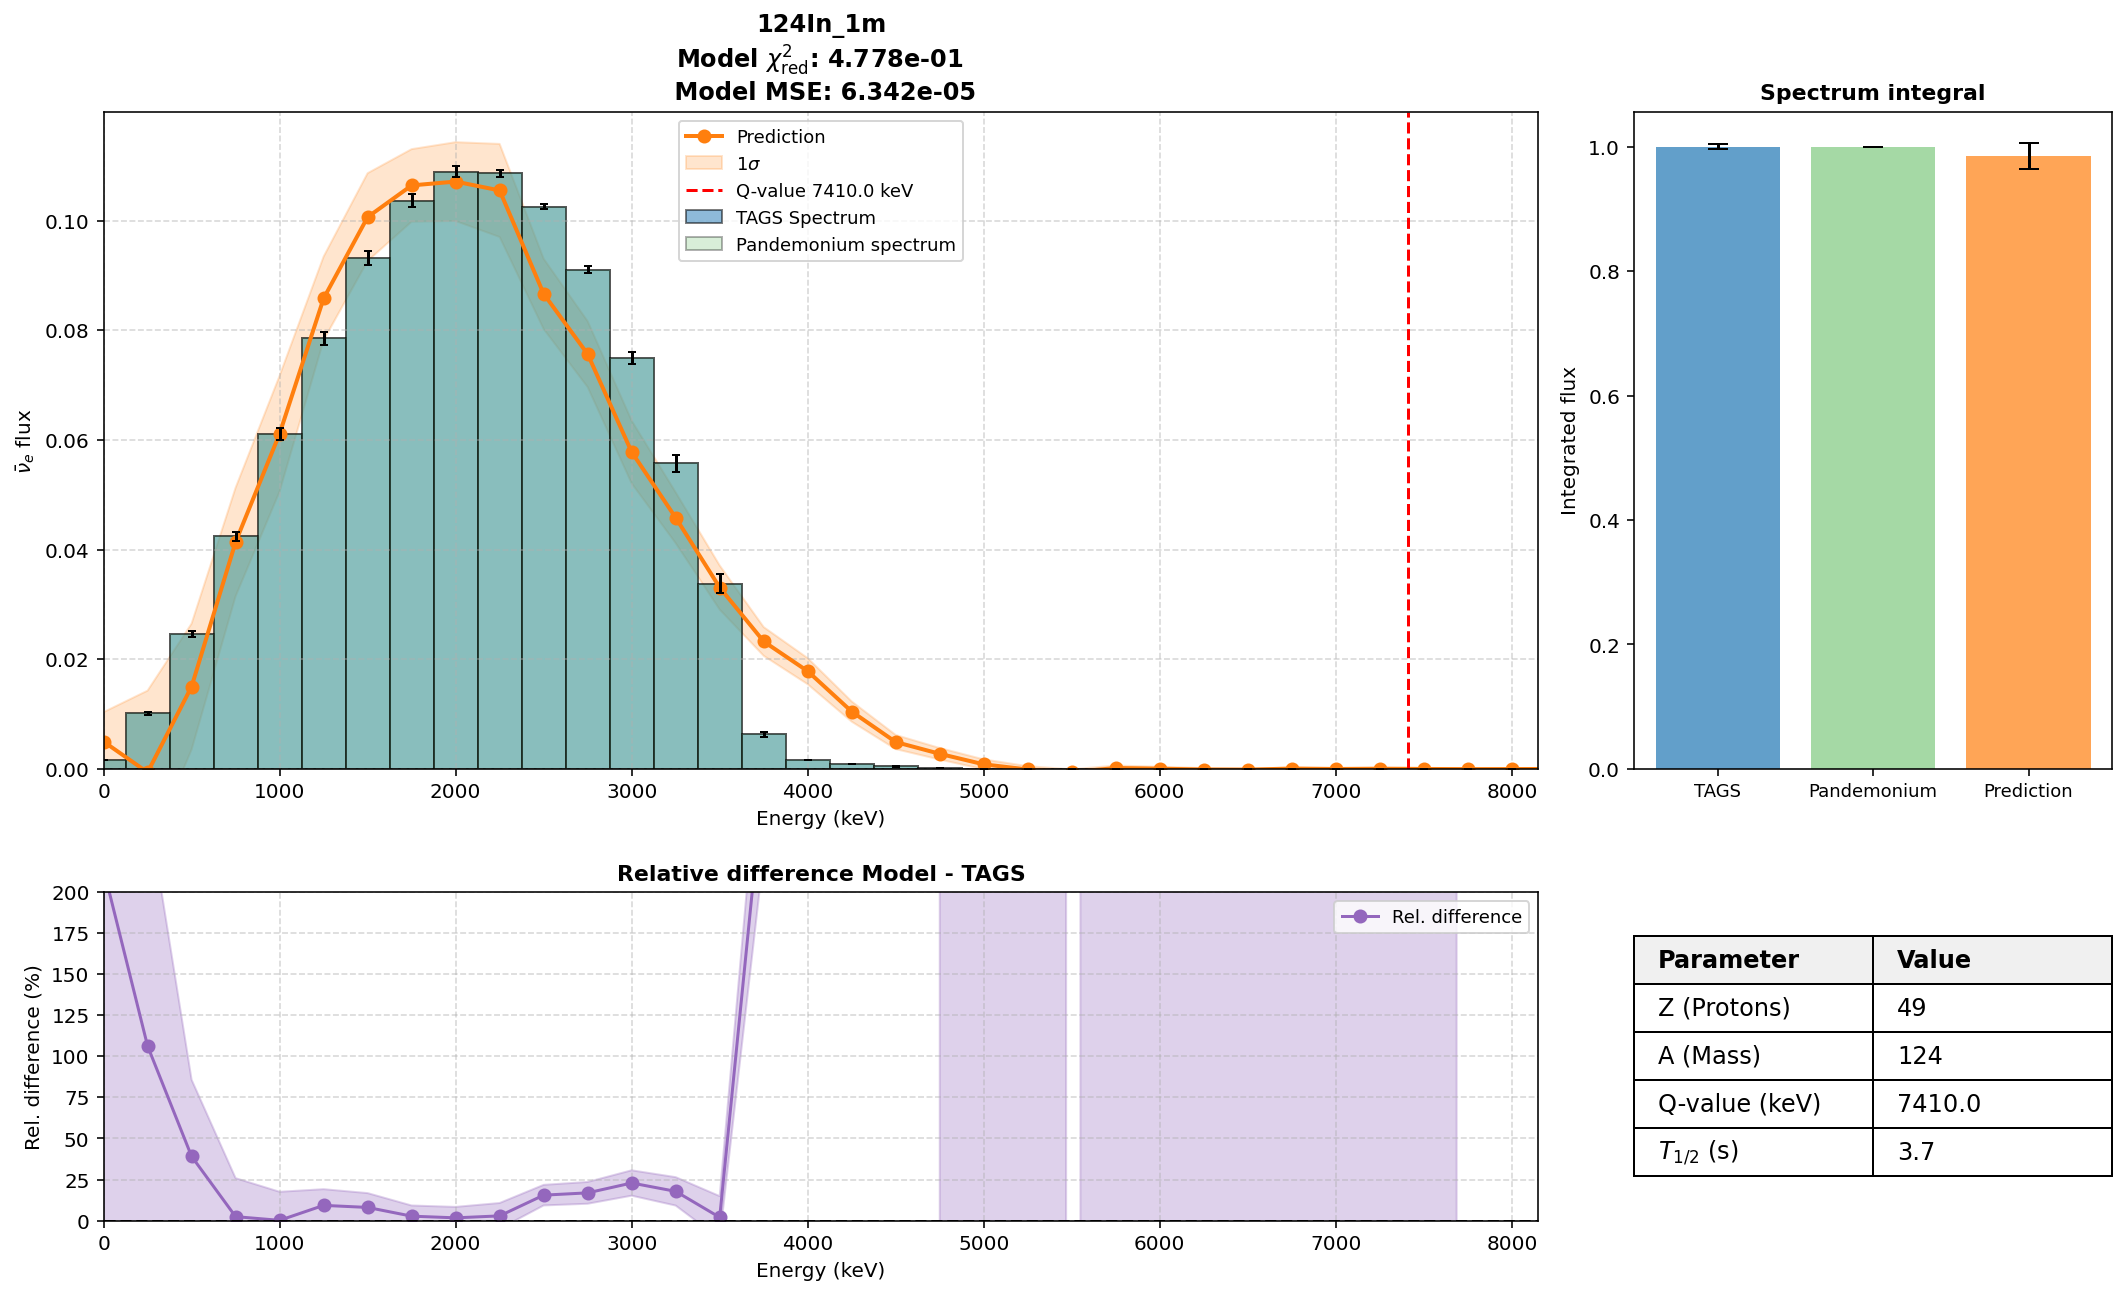 124In_1m
Model χ²red: 4.778e-01
Model MSE: 6.342e-05
Prediction
1σ
Q-value 7410.0 keV
TAGS Spectrum
Pandemonium spectrum
ν̄e flux
0.10
0.08
0.06
0.04
0.02
0.00
0 1000 2000 3000 4000 5000 6000 7000 8000
Energy (keV)
Spectrum integral
Integrated flux
1.0
0.8
0.6
0.4
0.2
0.0
TAGS Pandemonium Prediction
Relative difference Model - TAGS
Rel. difference
Rel. difference (%)
200
175
150
125
100
75
50
25
0
0 1000 2000 3000 4000 5000 6000 7000 8000
Energy (keV)
Parameter Value
Z (Protons) 49
A (Mass) 124
Q-value (keV) 7410.0
T1/2 (s) 3.7